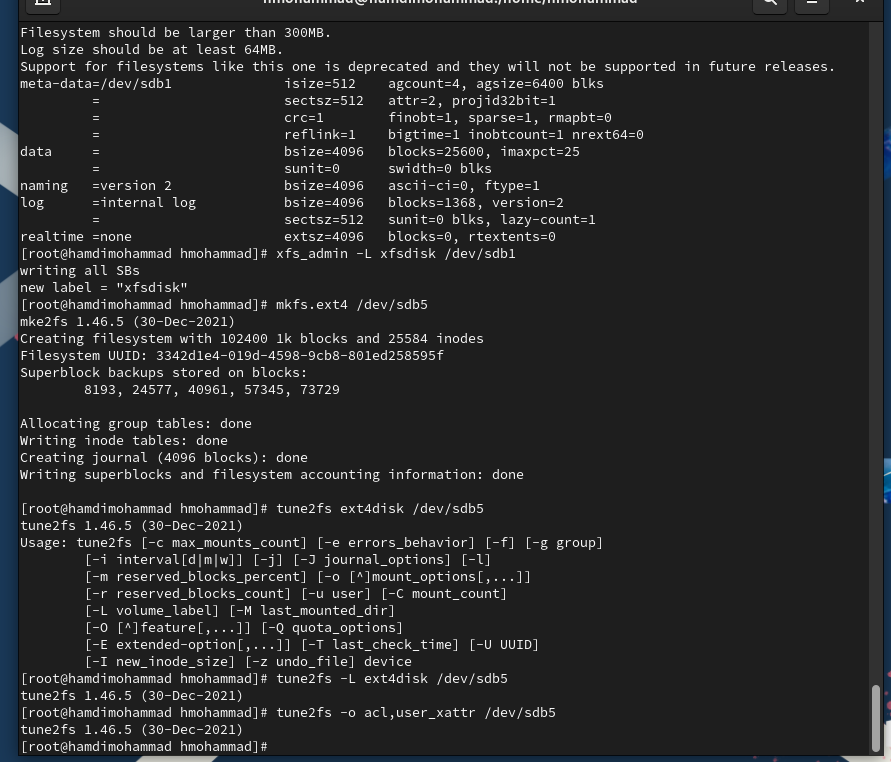 hmohammad@hamdimohammad:/home/hmohammad
Filesystem should be larger than 300MB.
Log size should be at least 64MB.
Support for filesystems like this one is deprecated and they will not be supported in future releases.
meta-data=/dev/sdb1              isize=512    agcount=4, agsize=6400 blks
         =                       sectsz=512   attr=2, projid32bit=1
         =                       crc=1        finobt=1, sparse=1, rmapbt=0
         =                       reflink=1    bigtime=1 inobtcount=1 nrext64=0
data     =                       bsize=4096   blocks=25600, imaxpct=25
         =                       sunit=0      swidth=0 blks
naming   =version 2              bsize=4096   ascii-ci=0, ftype=1
log      =internal log           bsize=4096   blocks=1368, version=2
         =                       sectsz=512   sunit=0 blks, lazy-count=1
realtime =none                   extsz=4096   blocks=0, rtextents=0
[root@hamdimohammad hmohammad]# xfs_admin -L xfsdisk /dev/sdb1
writing all SBs
new label = "xfsdisk"
[root@hamdimohammad hmohammad]# mkfs.ext4 /dev/sdb5
mke2fs 1.46.5 (30-Dec-2021)
Creating filesystem with 102400 1k blocks and 25584 inodes
Filesystem UUID: 3342d1e4-019d-4598-9cb8-801ed258595f
Superblock backups stored on blocks:
        8193, 24577, 40961, 57345, 73729

Allocating group tables: done
Writing inode tables: done
Creating journal (4096 blocks): done
Writing superblocks and filesystem accounting information: done

[root@hamdimohammad hmohammad]# tune2fs ext4disk /dev/sdb5
tune2fs 1.46.5 (30-Dec-2021)
Usage: tune2fs [-c max_mounts_count] [-e errors_behavior] [-f] [-g group]
        [-i interval[d|m|w]] [-j] [-J journal_options] [-l]
        [-m reserved_blocks_percent] [-o [^]mount_options[,...]]
        [-r reserved_blocks_count] [-u user] [-C mount_count]
        [-L volume_label] [-M last_mounted_dir]
        [-O [^]feature[,...]] [-Q quota_options]
        [-E extended-option[,...]] [-T last_check_time] [-U UUID]
        [-I new_inode_size] [-z undo_file] device
[root@hamdimohammad hmohammad]# tune2fs -L ext4disk /dev/sdb5
tune2fs 1.46.5 (30-Dec-2021)
[root@hamdimohammad hmohammad]# tune2fs -o acl,user_xattr /dev/sdb5
tune2fs 1.46.5 (30-Dec-2021)
[root@hamdimohammad hmohammad]#